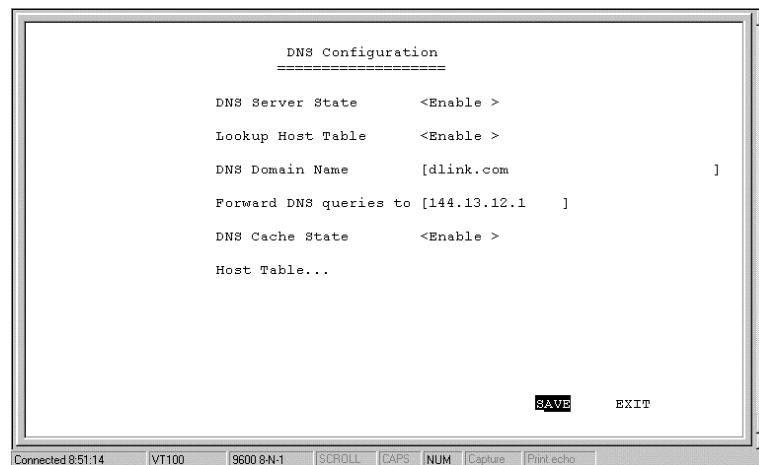 DNS Configuration
===================
DNS Server State <Enable >
Lookup Host Table <Enable >
DNS Domain Name [dlink.com ]
Forward DNS queries to [144.13.12.1 ]
DNS Cache State <Enable >
Host Table...
SAVE EXIT
Connected 8:51:14 VT100 9600 8-N-1 SCROLL CAPS NUM Capture Print echo